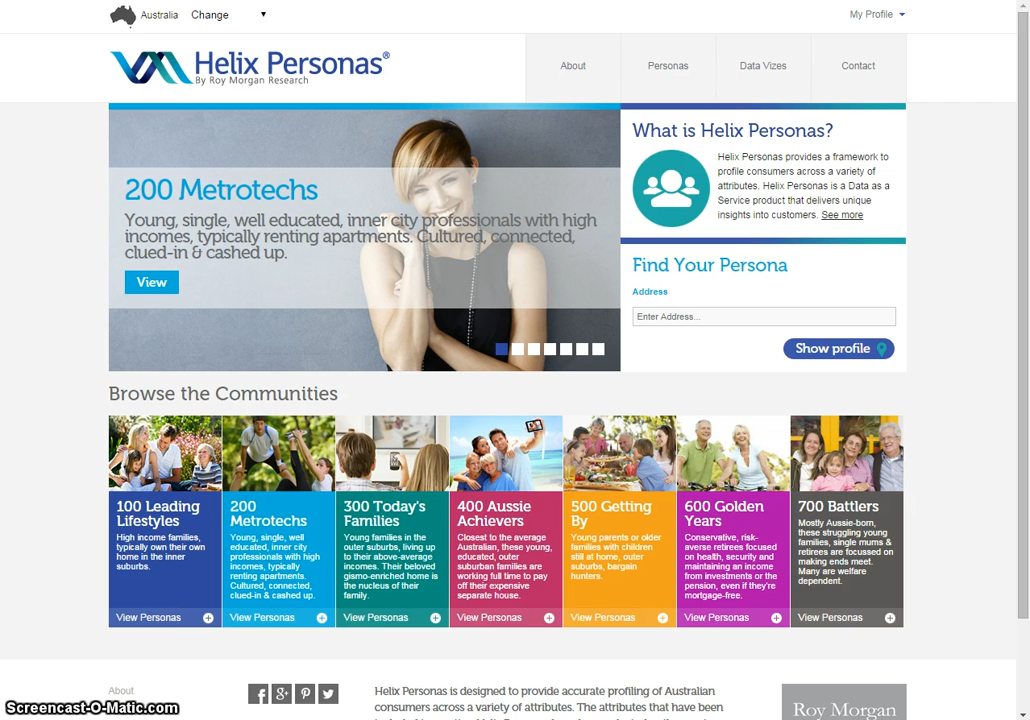 Australia Change
My Profile
Helix Personas®
By Roy Morgan Research
About
Personas
Data Vizes
Contact
200 Metrotechs
Young, single, well educated, inner city professionals with high
incomes, typically renting apartments. Cultured, connected,
clued-in & cashed up.
View
What is Helix Personas?
Helix Personas provides a framework to
profile consumers across a variety of
attributes. Helix Personas is a Data as a
Service product that delivers unique
insights into customers. See more
Find Your Persona
Address
Enter Address...
Show profile
Browse the Communities
100 Leading
Lifestyles
High income families,
typically own their own
home in the inner
suburbs.
View Personas
200
Metrotechs
Young, single, well
educated, inner city
professionals with high
incomes, typically
renting apartments.
Cultured, connected,
clued-in & cashed up.
View Personas
300 Today's
Families
Young families in the
outer suburbs, living up
to their above-average
incomes. Their beloved
gismo-enriched home is
the nucleus of their
family.
View Personas
400 Aussie
Achievers
Closest to the average
Australian, these young,
educated, outer
suburban families are
working full time to pay
off their expensive
separate house.
View Personas
500 Getting
By
Young parents or older
families with children
still at home, outer
suburbs, bargain
hunters.
View Personas
600 Golden
Years
Conservative, risk-
averse retirees focused
on health, security and
maintaining an income
from investments or the
pension, even if they're
mortgage-free.
View Personas
700 Battlers
Mostly Aussie-born,
these struggling young
families, single mums &
retirees are focussed on
making ends meet.
Many are welfare
dependent.
View Personas
About
Helix Personas is designed to provide accurate profiling of Australian
consumers across a variety of attributes. The attributes that have been
Roy Morgan
Screencast-O-Matic.com